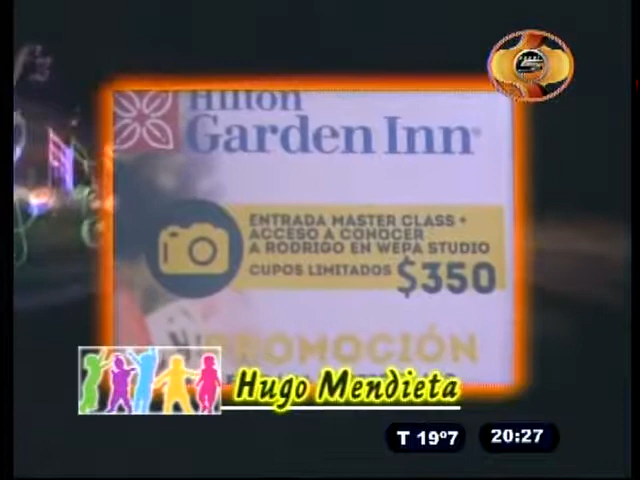 Hilton
Garden Inn
ENTRADA MASTER CLASS +
ACCESO A CONOCER
A RODRIGO EN WEPA STUDIO
CUPOS LIMITADOS $350
PROMOCIÓN
Hugo Mendieta
T 19º7 20:27